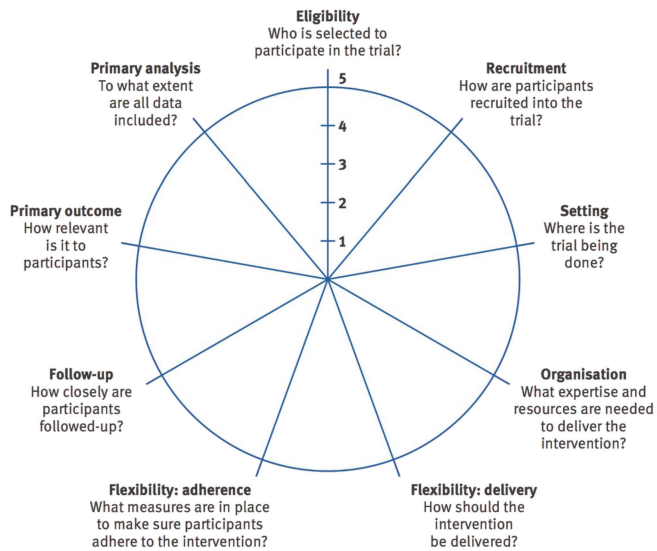 Eligibility
Who is selected to
participate in the trial?
Recruitment
How are participants
recruited into the
trial?
Setting
Where is the
trial being
done?
Organisation
What expertise and
resources are needed
to deliver the
intervention?
Flexibility: delivery
How should the
intervention
be delivered?
Flexibility: adherence
What measures are in place
to make sure participants
adhere to the intervention?
Follow-up
How closely are
participants
followed-up?
Primary outcome
How relevant
is it to
participants?
Primary analysis
To what extent
are all data
included?
5
4
3
2
1